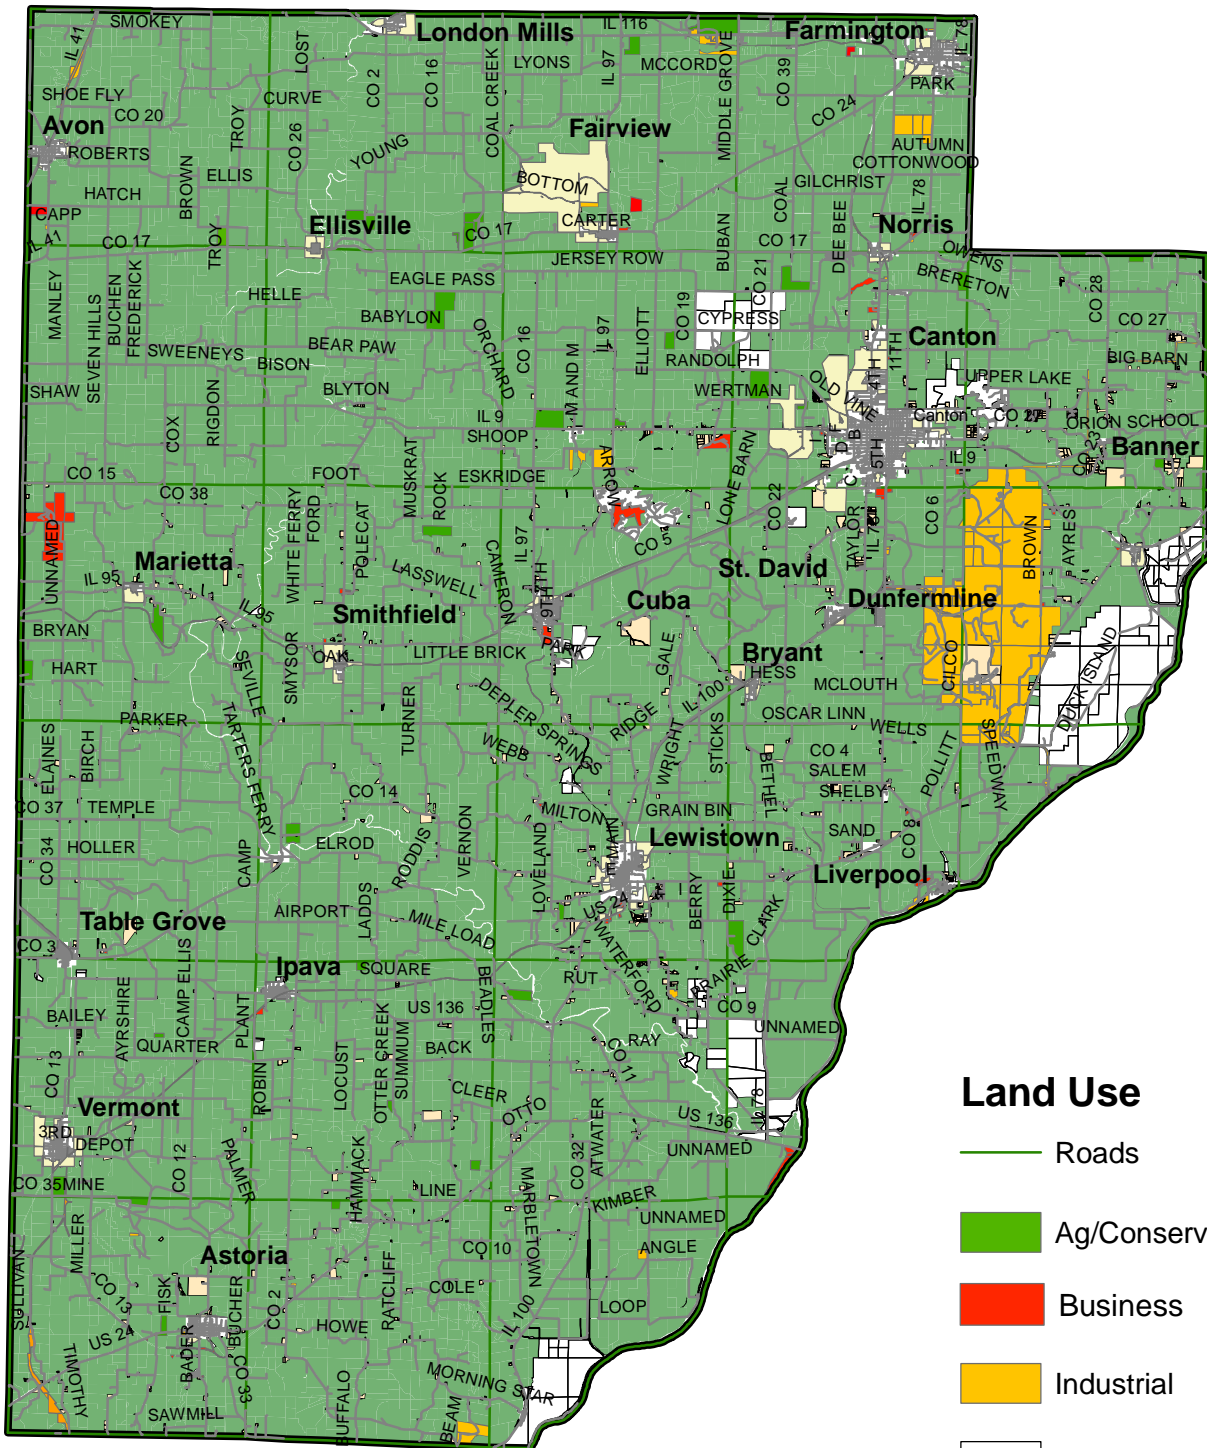 SMOKEY
London Mills
IL 116
Farmington
IL 78
IL 41
LOST
CO 2
CO 16
COAL CREEK
LYONS
IL 97
MCCORD
MIDDLE GROVE
CO 39
PARK
SHOE FLY
CURVE
CO 24
Avon
CO 20
TROY
CO 26
Fairview
ROBERTS
YOUNG
AUTUMN
COTTONWOOD
HATCH
BROWN
ELLIS
BOTTOM
GILCHRIST
COAL
IL 78
CAPP
Ellisville
CARTER
Norris
IL 41
CO 17
TROY
CO 17
JERSEY ROW
BUBAN
CO 17
DEE BEE
OWENS
EAGLE PASS
CO 21
BRERETON
CO 28
MANLEY
SEVEN HILLS
BUCHEN
FREDERICK
HELLE
BABYLON
ORCHARD
CO 16
IL 97
ELLIOTT
CO 19
CYPRESS
CO 27
SWEENEYS
BISON
BEAR PAW
M AND M
RANDOLPH
Canton
BIG BARN
4TH
11TH
SHAW
BLYTON
WERTMAN
OLD VINE
UPPER LAKE
COX
RIGDON
IL 9
Canton
ORION SCHOOL
SHOOP
5TH
Banner
MUSKRAT
ARROW
LONE BARN
IL 9
CO 23
CO 15
FOOT
ESKRIDGE
CO 38
ROCK
CO 22
TAYLOR
IL 78
CO 6
BROWN
AYRES
UNNAMED
WHITE FERRY
FORD
POLECAT
IL 97
CO 5
Marietta
LASSWELL
CAMERON
St. David
IL 95
IL 95
Smithfield
9TH
7TH
Cuba
Dunfermline
BRYAN
OAK
LITTLE BRICK
PARK
GALE
Bryant
HART
SEVILLE
SMYSOR
HESS
MCLOUTH
CILCO
DUCK ISLAND
TARTERS FERRY
TURNER
DEPLER SPRINGS
RIDGE
IL 100
PARKER
WEBB
WRIGHT
STICKS
OSCAR LINN
WELLS
ELAINES
BIRCH
CO 4
SALEM
POLLITT
SPEEDWAY
CO 37
TEMPLE
CO 14
MILTON
GRAIN BIN
BETHEL
SHELBY
CO 34
HOLLER
CAMP
ELROD
RODDIS
VERNON
LOVELAND
MAIN
Lewistown
SAND
CO 8
Liverpool
Table Grove
AIRPORT
LADDS
MILE LOAD
US 24
BERRY
DIXIE
CLARK
CO 3
Ipava
SQUARE
WATERFORD
CAMP ELLIS
BEADLES
RUT
PRAIRIE
BAILEY
AYRSHIRE
PLANT
US 136
CO 9
UNNAMED
QUARTER
OTTER CREEK
SUMMUM
BACK
CO 11
RAY
CO 13
LOCUST
ROBIN
CLEER
Land Use
Vermont
OTTO
ATWATER
US 136
IL 78
3RD
DEPOT
CO 12
PALMER
HAMMACK
CO 32
UNNAMED
Roads
CO 35
MINE
LINE
MARBLETOWN
KIMBER
UNNAMED
MILLER
Astoria
CO 10
ANGLE
Ag/Conserv
SULLIVAN
CO 13
FISK
BUCHER
CO 2
RATCLIFF
COLE
LOOP
Business
US 24
BADER
HOWE
IL 100
TIMOTHY
CO 33
BUFFALO
MORNING STAR
Industrial
SAWMILL
BEAM